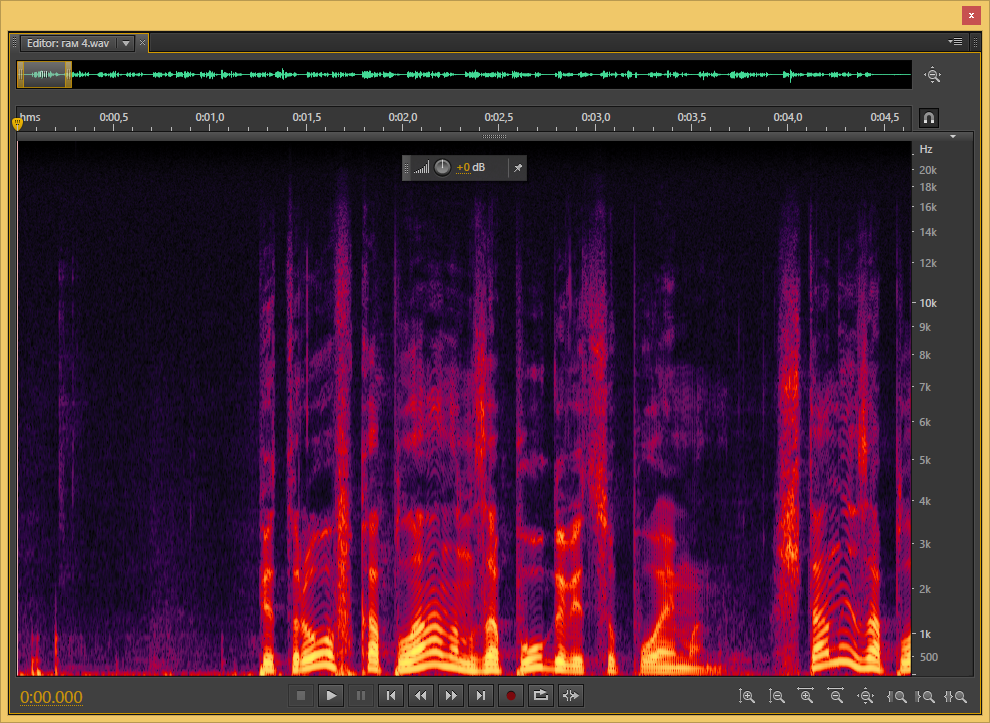 x
Editor: гам 4.wav
hms 0:00,5 0:01,0 0:01,5 0:02,0 0:02,5 0:03,0 0:03,5 0:04,0 0:04,5
+0 dB
Hz
20k
18k
16k
14k
12k
10k
9k
8k
7k
6k
5k
4k
3k
2k
1k
500
0:00.000